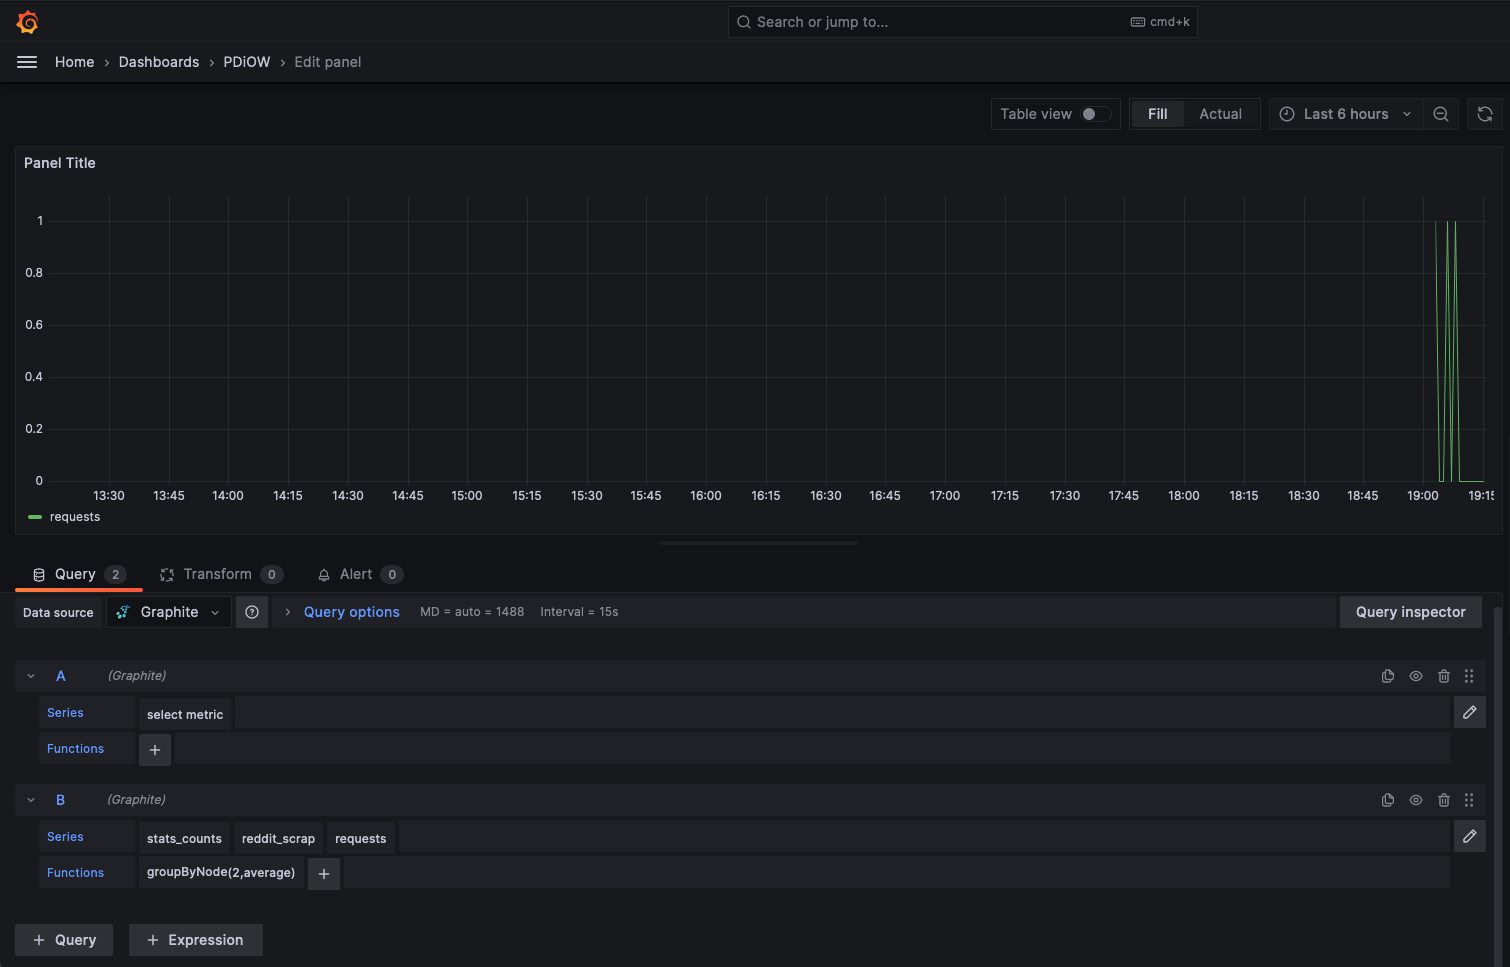 Search or jump to...
cmd+k
Home › Dashboards › PDiOW › Edit panel
Table view
Fill
Actual
Last 6 hours
Panel Title
1
0.8
0.6
0.4
0.2
0
13:30 13:45 14:00 14:15 14:30 14:45 15:00 15:15 15:30 15:45 16:00 16:15 16:30 16:45 17:00 17:15 17:30 17:45 18:00 18:15 18:30 18:45 19:00 19:15
requests
Query 2
Transform 0
Alert 0
Data source
Graphite
Query options
MD = auto = 1488
Interval = 15s
Query inspector
A (Graphite)
Series select metric
Functions +
B (Graphite)
Series stats_counts reddit_scrap requests
Functions groupByNode(2,average) +
+ Query
+ Expression